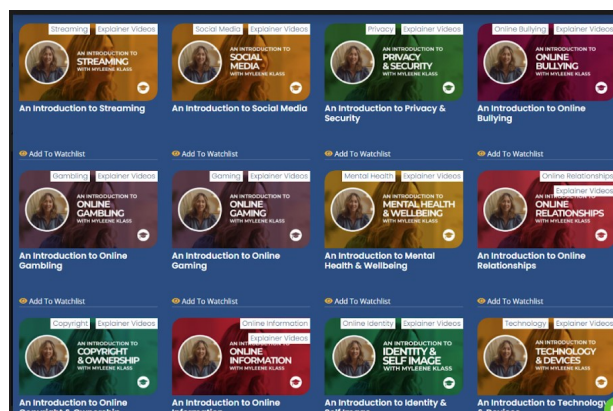 Streaming Explainer Videos
AN INTRODUCTION TO
STREAMING
WITH MYLEENE KLASS
An Introduction to Streaming
Add To Watchlist
Social Media Explainer Videos
AN INTRODUCTION TO
SOCIAL
MEDIA
WITH MYLEENE KLASS
An Introduction to Social Media
Add To Watchlist
Privacy Explainer Videos
AN INTRODUCTION TO
PRIVACY
& SECURITY
WITH MYLEENE KLASS
An Introduction to Privacy &
Security
Add To Watchlist
Online Bullying Explainer Videos
AN INTRODUCTION TO
ONLINE
BULLYING
WITH MYLEENE KLASS
An Introduction to Online
Bullying
Add To Watchlist
Gambling Explainer Videos
AN INTRODUCTION TO
ONLINE
GAMBLING
WITH MYLEENE KLASS
An Introduction to Online
Gambling
Add To Watchlist
Gaming Explainer Videos
AN INTRODUCTION TO
ONLINE
GAMING
WITH MYLEENE KLASS
An Introduction to Online
Gaming
Add To Watchlist
Mental Health Explainer Videos
AN INTRODUCTION TO
MENTAL HEALTH
& WELLBEING
WITH MYLEENE KLASS
An Introduction to Mental
Health & Wellbeing
Add To Watchlist
Online Relationships
Explainer Videos
ONLINE
RELATIONSHIPS
WITH MYLEENE KLASS
An Introduction to Online
Relationships
Add To Watchlist
Copyright Explainer Videos
AN INTRODUCTION TO
COPYRIGHT
& OWNERSHIP
WITH MYLEENE KLASS
An Introduction to Online
Copyright & Ownership
Online Information
Explainer Videos
ONLINE
INFORMATION
WITH MYLEENE KLASS
An Introduction to Online
Information
Online Identity Explainer Videos
AN INTRODUCTION TO
IDENTITY &
SELF IMAGE
WITH MYLEENE KLASS
An Introduction to Identity &
Self Image
Technology Explainer Videos
AN INTRODUCTION TO
TECHNOLOGY
& DEVICES
WITH MYLEENE KLASS
An Introduction to Technology
& Devices